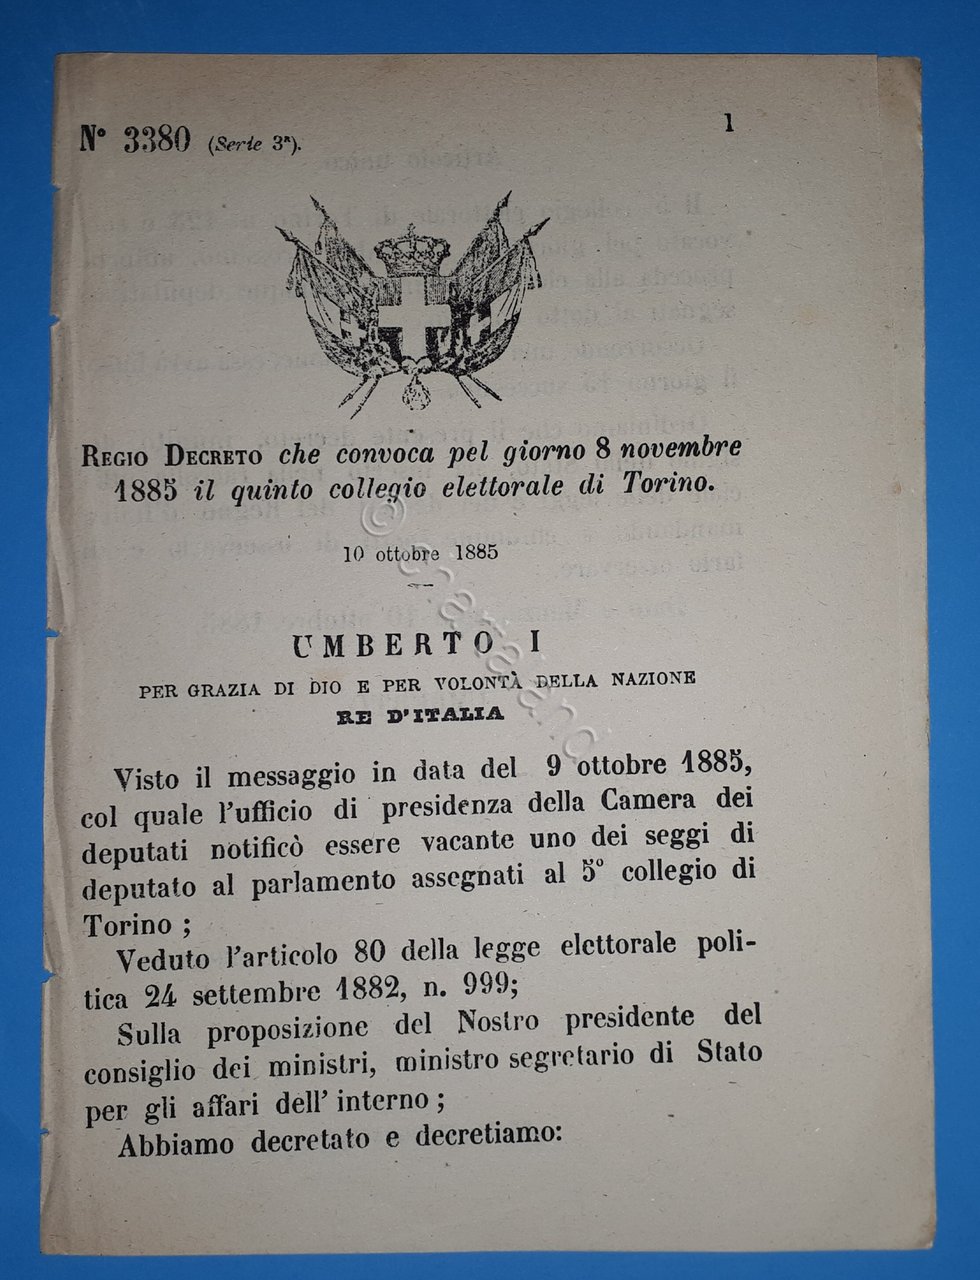 1
N° 3380 (Serie 3ª).
REGIO DECRETO che convoca pel giorno 8 novembre
1885 il quinto collegio elettorale di Torino.
10 ottobre 1885
UMBERTO I
PER GRAZIA DI DIO E PER VOLONTÀ DELLA NAZIONE
RE D'ITALIA
Visto il messaggio in data del 9 ottobre 1885,
col quale l'ufficio di presidenza della Camera dei
deputati notificò essere vacante uno dei seggi di
deputato al parlamento assegnati al 5° collegio di
Torino ;
Veduto l'articolo 80 della legge elettorale poli-
tica 24 settembre 1882, n. 999;
Sulla proposizione del Nostro presidente del
consiglio dei ministri, ministro segretario di Stato
per gli affari dell' interno ;
Abbiamo decretato e decretiamo: